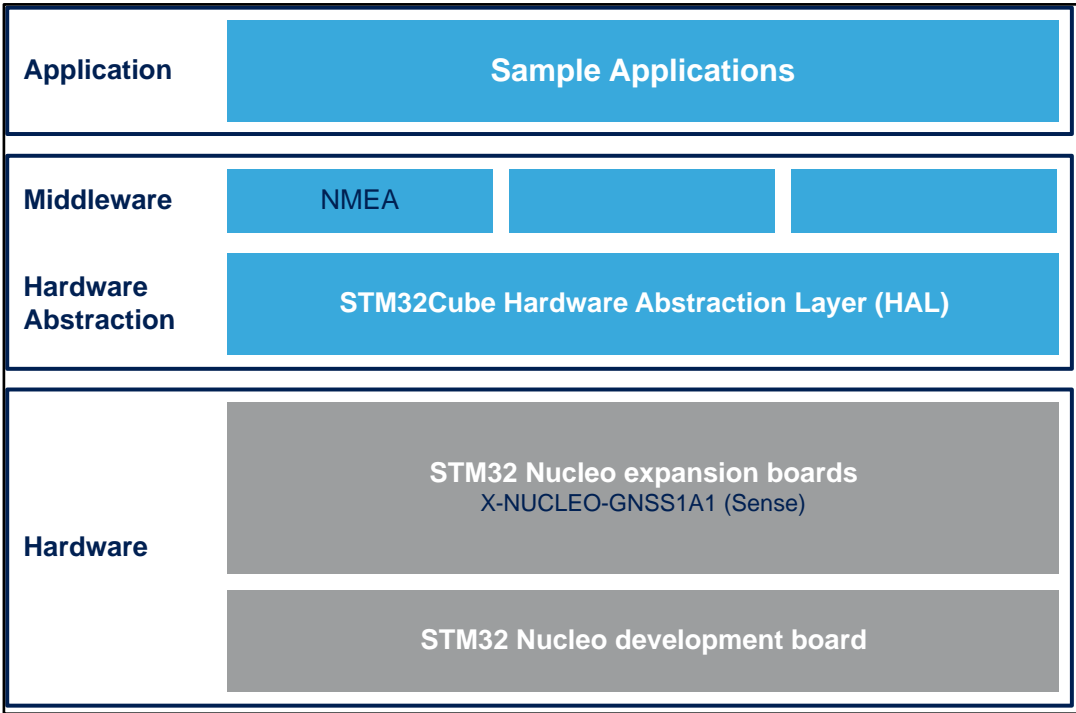 Application
Sample Applications
Middleware
NMEA
Hardware
Abstraction
STM32Cube Hardware Abstraction Layer (HAL)
Hardware
STM32 Nucleo expansion boards
X-NUCLEO-GNSS1A1 (Sense)
STM32 Nucleo development board